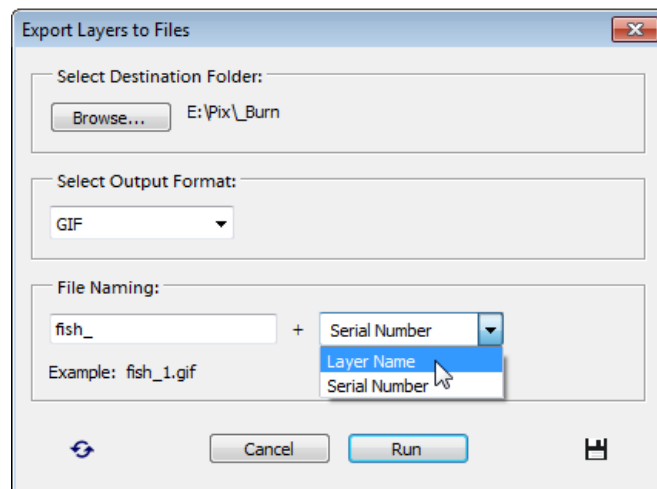 Export Layers to Files
Select Destination Folder:
Browse... E:\Pix\_Burn
Select Output Format:
GIF
File Naming:
fish_ + Serial Number
Layer Name
Example: fish_1.gif Serial Number
Cancel Run